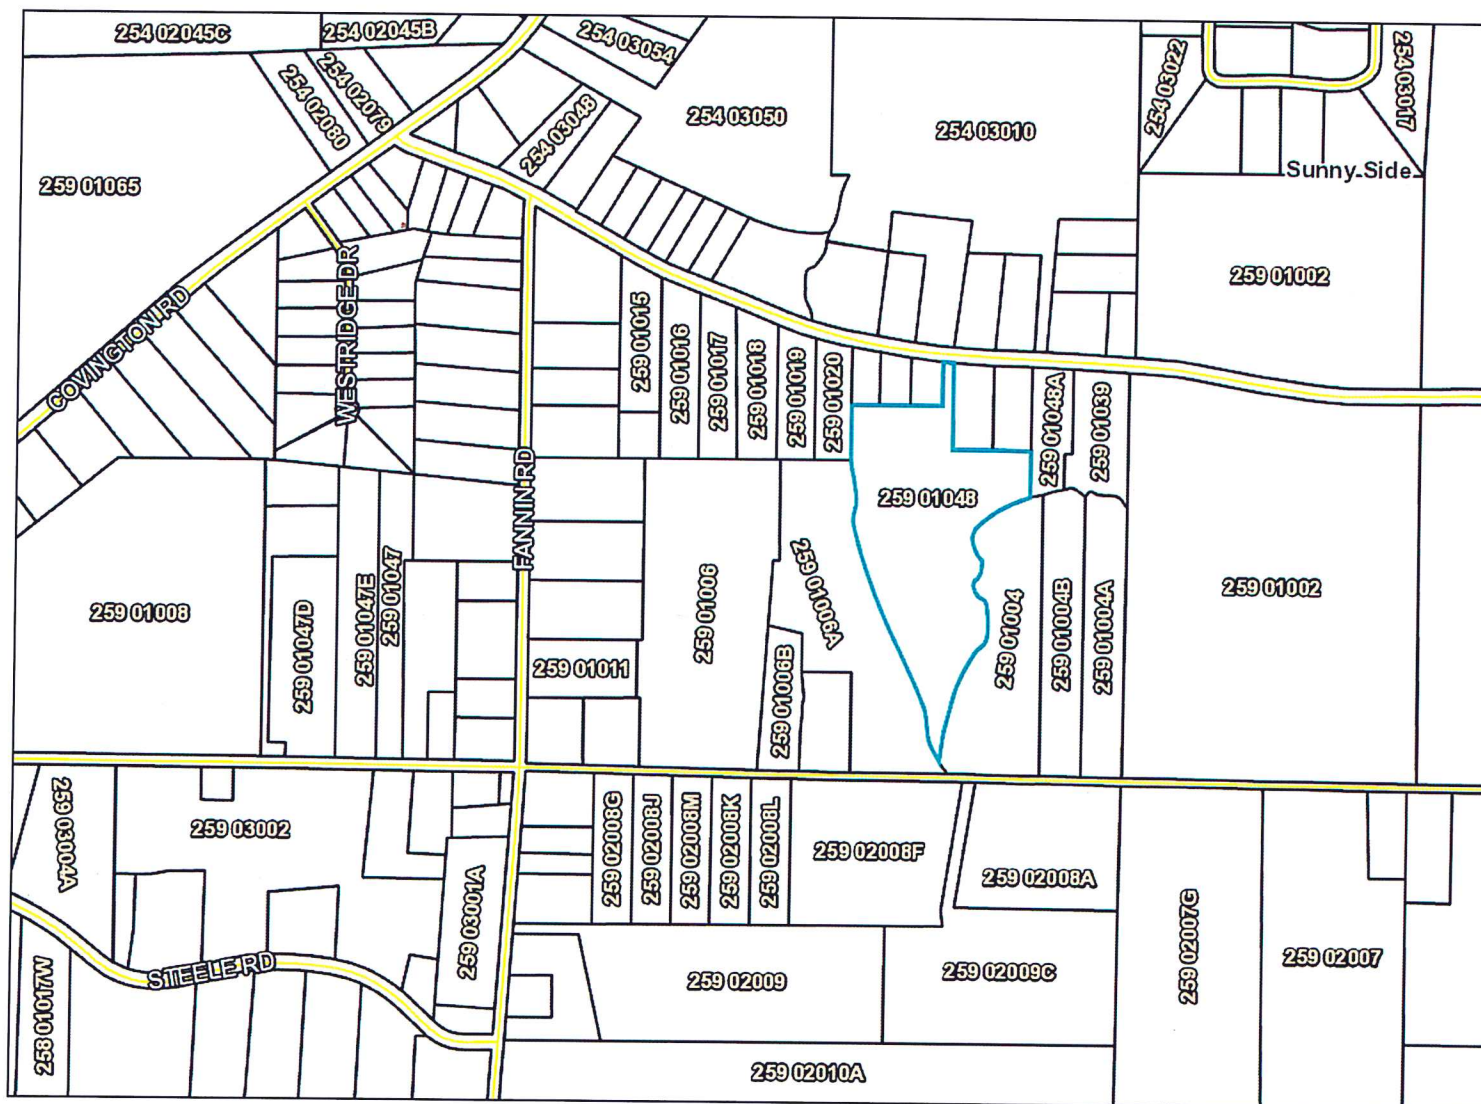 254 02045C
254 02045B
254 03054
254 03022
254 03017
254 02079
254 02080
254 03048
254 03050
254 03010
Sunny Side
259 01065
259 01002
COVINGTON RD
WESTRIDGE DR
259 01015
259 01016
259 01017
259 01018
259 01019
259 01020
259 01048A
259 01039
FANNIN RD
259 01048
259 01008
259 01047D
259 01047E
259 01047
259 01006
259 01006A
259 01006B
259 01011
259 01004
259 01004B
259 01004A
259 01002
259 03004A
259 03002
259 03001A
259 02008G
259 02008J
259 02008M
259 02008K
259 02008L
259 02008F
259 02008A
259 02007G
259 02007
STEELE RD
258 01017W
259 02009
259 02009C
259 02010A